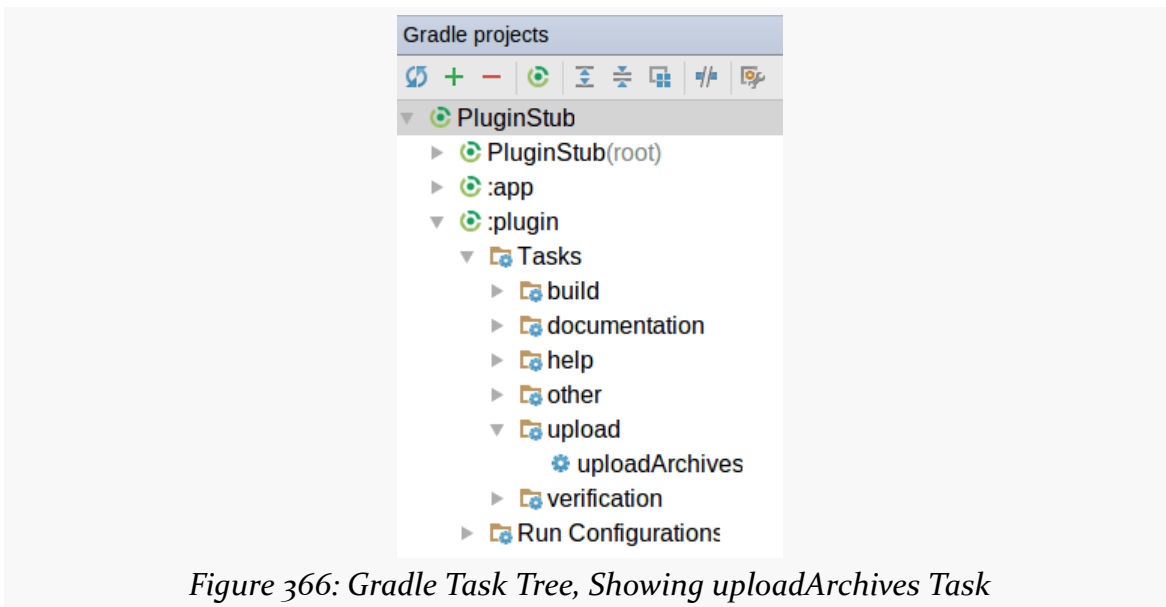 Gradle projects
PluginStub
PluginStub(root)
:app
:plugin
Tasks
build
documentation
help
other
upload
uploadArchives
verification
Run Configurations
Figure 366: Gradle Task Tree, Showing uploadArchives Task